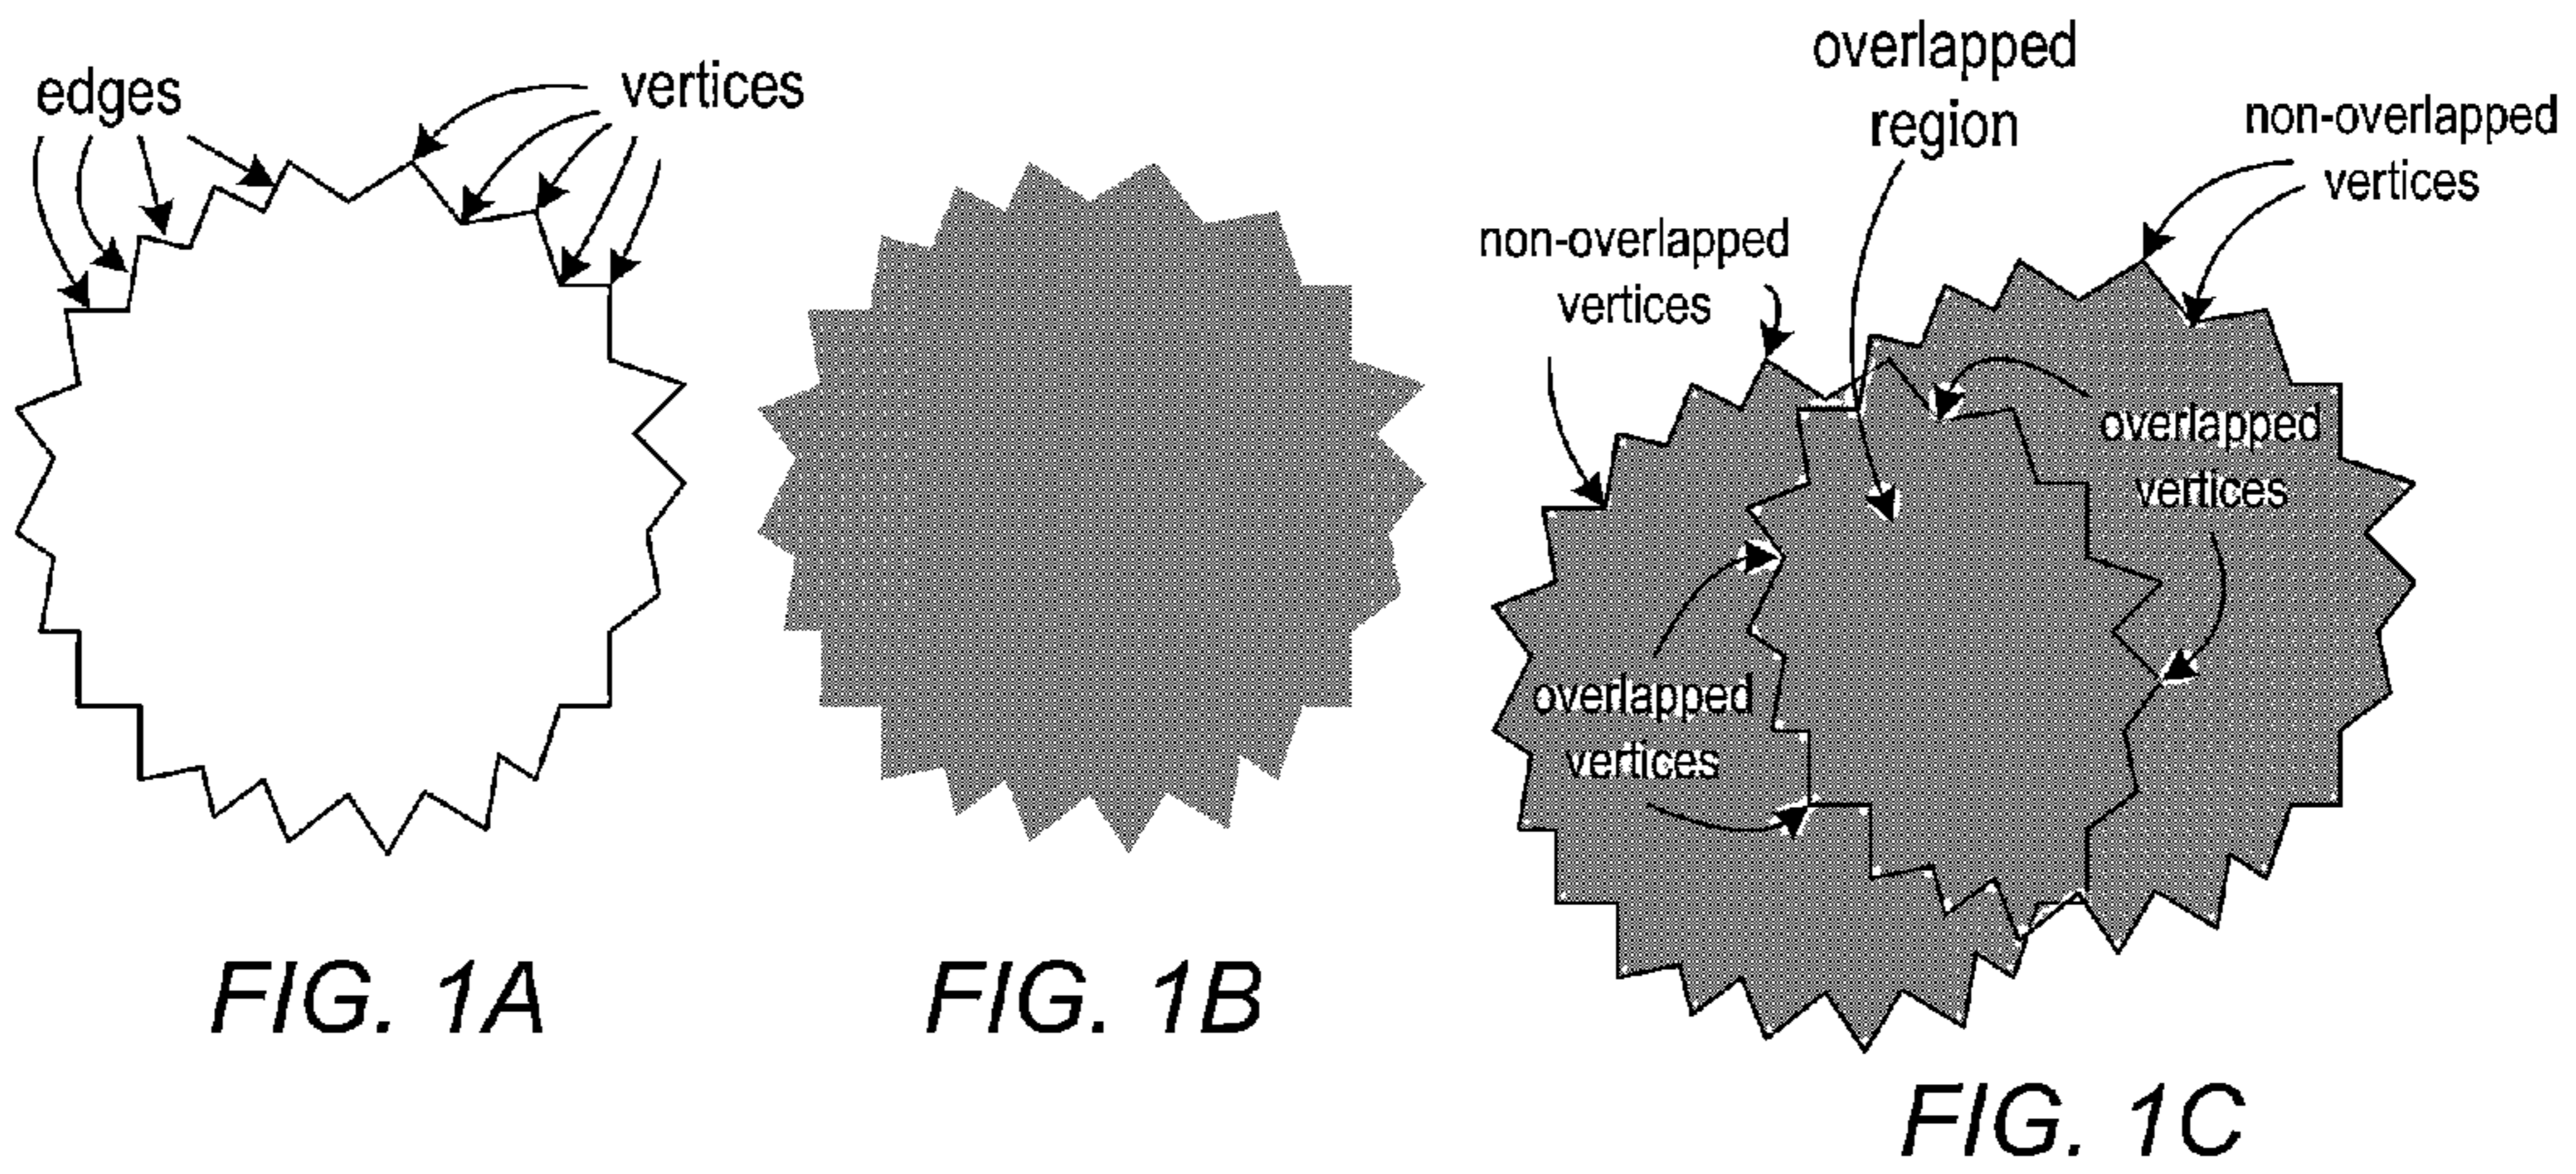 edges
vertices
FIG. 1A
FIG. 1B
overlapped
region
non-overlapped
vertices
non-overlapped
vertices
overlapped
vertices
overlapped
vertices
FIG. 1C